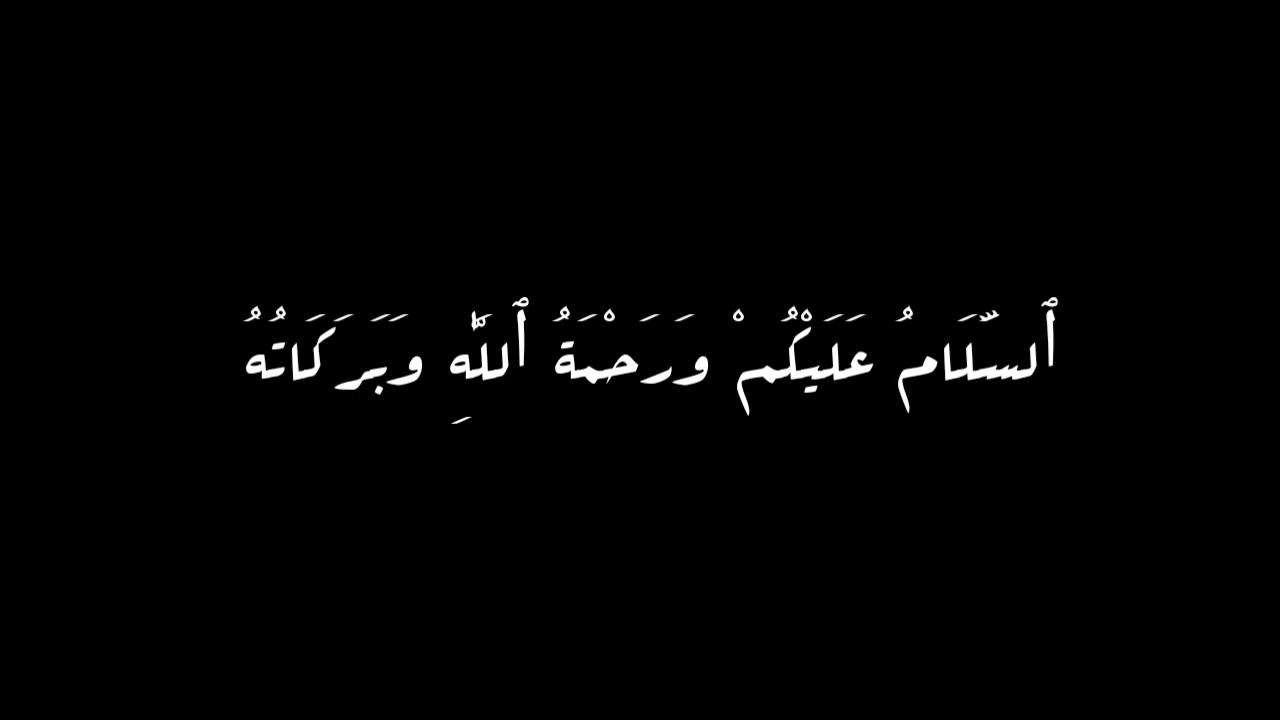 ٱلسَّلَامُ عَلَيْكُمْ وَرَحْمَةُ ٱللَّهِ وَبَرَكَاتُهُ